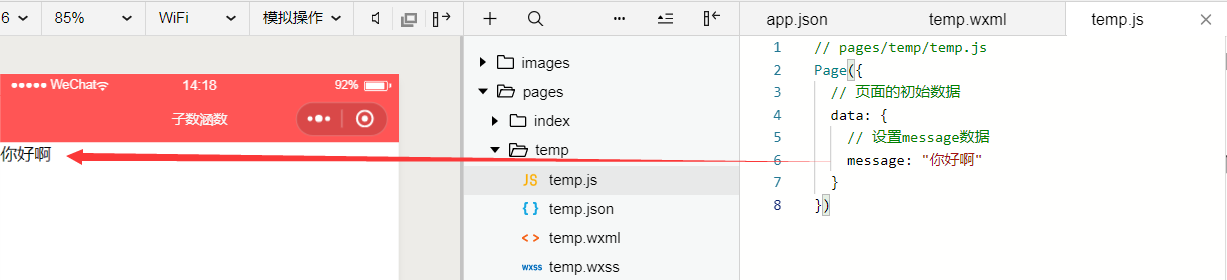 6
85%
WiFi
模拟操作
app.json
temp.wxml
temp.js
WeChat
14:18
92%
子数涵数
你好啊
images
pages
index
temp
JS temp.js
{ } temp.json
< > temp.wxml
wxss temp.wxss
1 // pages/temp/temp.js
2 Page({
3 // 页面的初始数据
4 data: {
5 // 设置message数据
6 message: "你好啊"
7 }
8 })